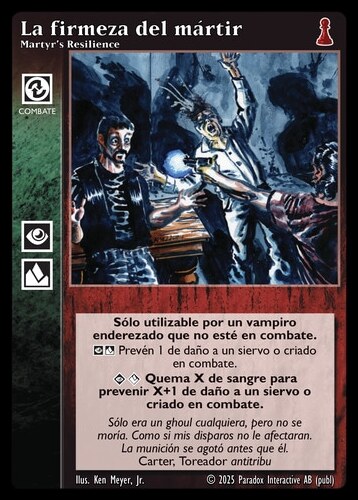 La firmeza del mártir
Martyr's Resilience
COMBATE
Sólo utilizable por un vampiro
enderezado que no esté en combate.
Prevén 1 de daño a un siervo o criado
en combate.
Quema X de sangre para
prevenir X+1 de daño a un siervo o
criado en combate.
Sólo era un ghoul cualquiera, pero no se
moría. Como si mis disparos no le afectaran.
La munición se agotó antes que él.
Carter, Toreador antitribu
Ilus. Ken Meyer, Jr.
© 2025 Paradox Interactive AB (publ)